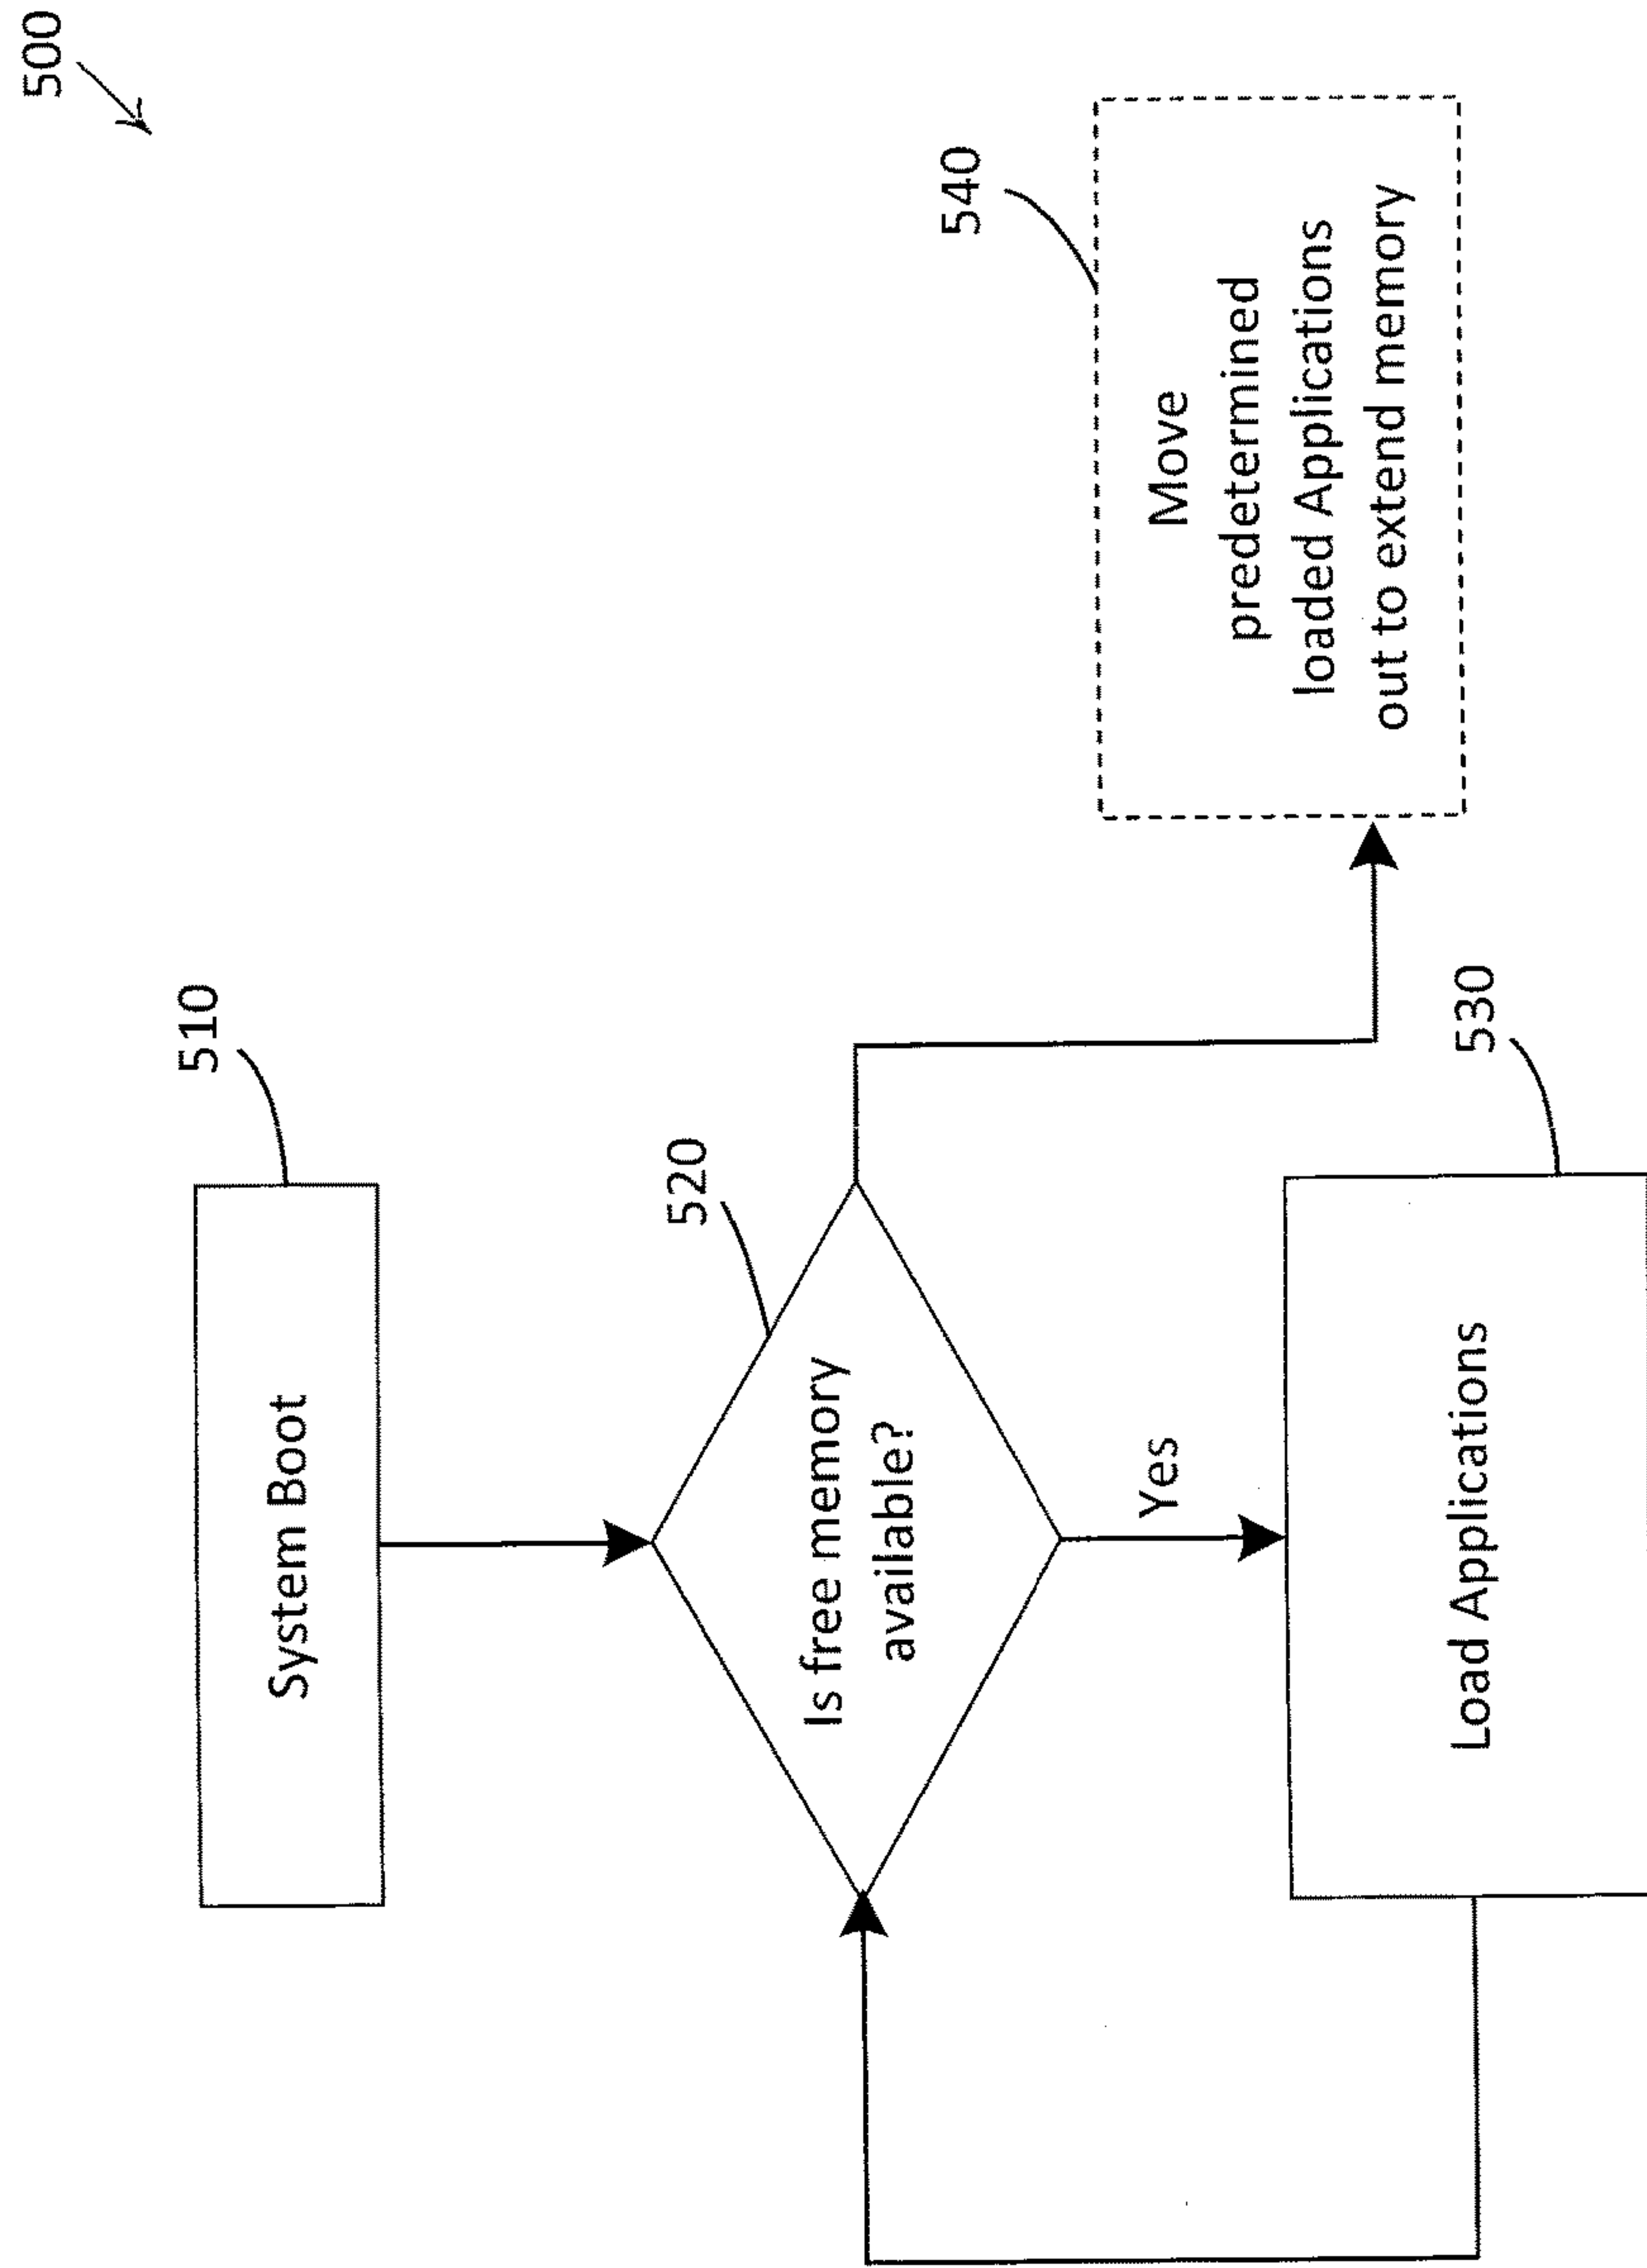 500
510
System Boot
520
Is free memory
available?
Yes
530
Load Applications
540
Move
predetermined
loaded Applications
out to extend memory